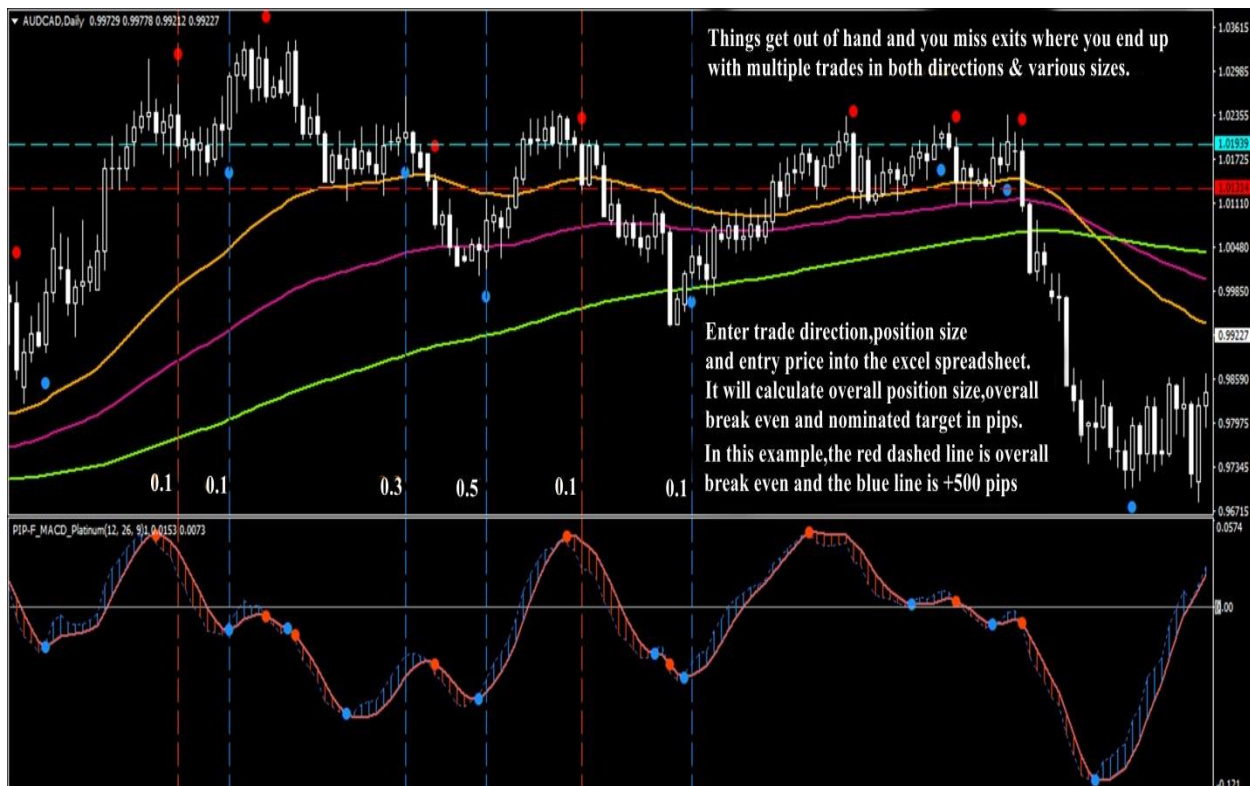 AUDCAD,Daily 0.99729 0.99778 0.99212 0.99227
Things get out of hand and you miss exits where you end up
with multiple trades in both directions & various sizes.
1.03615
1.02985
1.02355
1.01939
1.01725
1.01314
1.01110
1.00480
0.99850
0.99227
0.98590
0.97975
0.97345
0.96715
Enter trade direction,position size
and entry price into the excel spreadsheet.
It will calculate overall position size,overall
break even and nominated target in pips.
In this example,the red dashed line is overall
break even and the blue line is +500 pips
0.1
0.1
0.3
0.5
0.1
0.1
PIP-F_MACD_Platinum(12, 26, 9)1 0.0153 0.0073
0.0574
0.00
-0.121